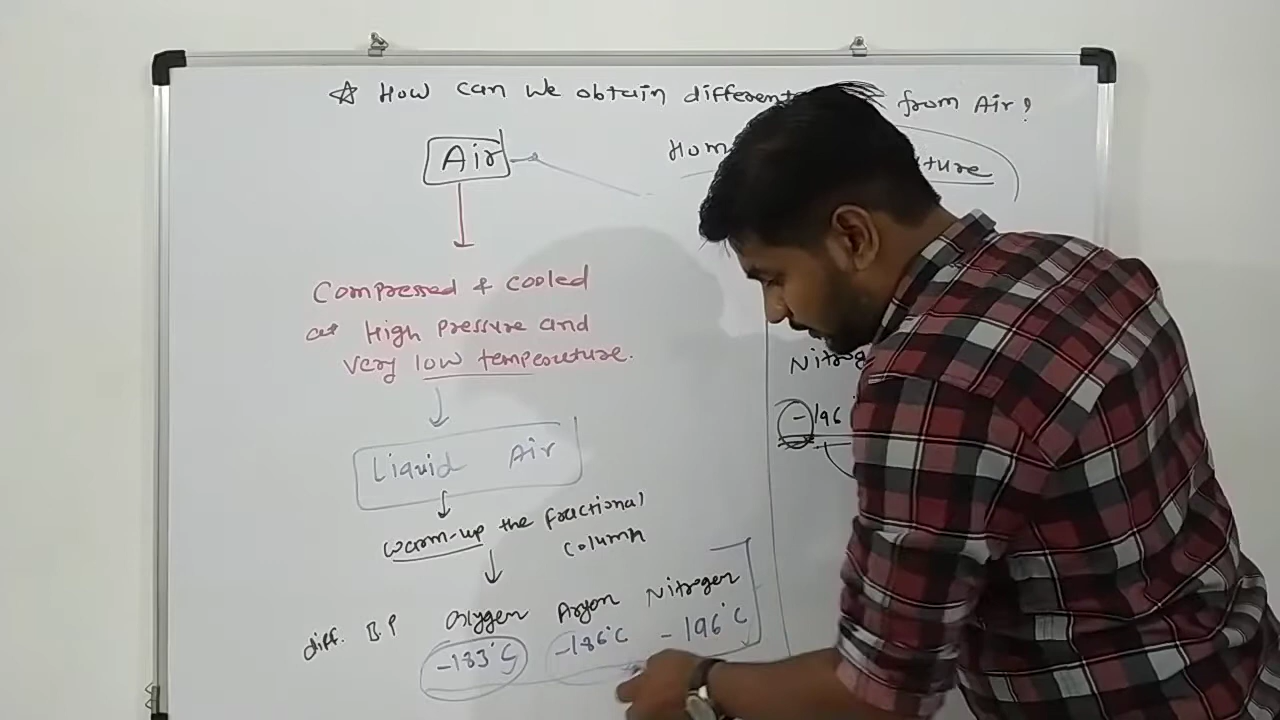 ☆ How can We obtain different from Air?
Air
Compressed & cooled
at High Pressure and
very low temperature.
Liquid Air
warm-up the fractional
column
diff. B P Oxygen Argon Nitrogen
-183°C -186°C -196°C
Hom ture
Nitrog
-196